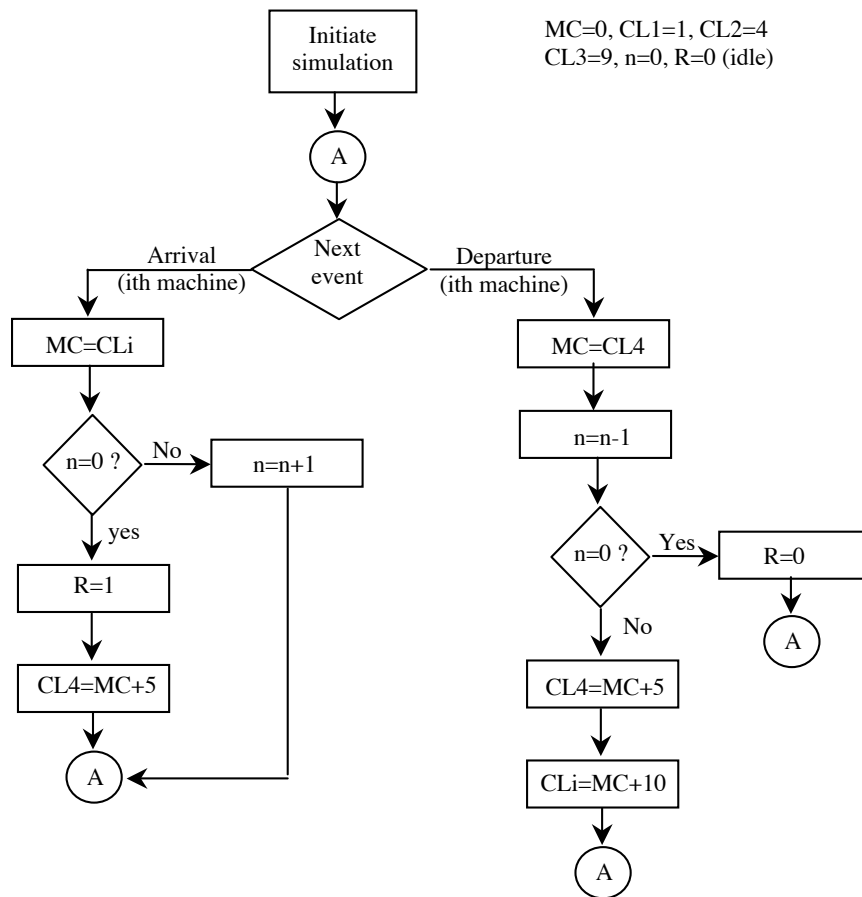 Initiate
simulation
MC=0, CL1=1, CL2=4
CL3=9, n=0, R=0 (idle)
A
Next
event
Arrival
(ith machine)
Departure
(ith machine)
MC=CLi
n=0 ?
No
n=n+1
yes
R=1
CL4=MC+5
A
MC=CL4
n=n-1
n=0 ?
Yes
R=0
A
No
CL4=MC+5
CLi=MC+10
A